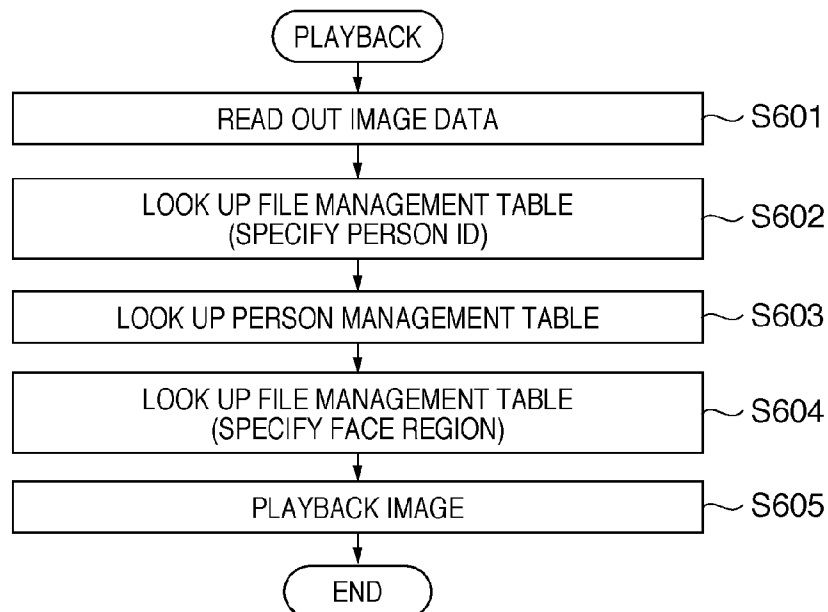 PLAYBACK
READ OUT IMAGE DATA
S601
LOOK UP FILE MANAGEMENT TABLE
(SPECIFY PERSON ID)
S602
LOOK UP PERSON MANAGEMENT TABLE
S603
LOOK UP FILE MANAGEMENT TABLE
(SPECIFY FACE REGION)
S604
PLAYBACK IMAGE
S605
END